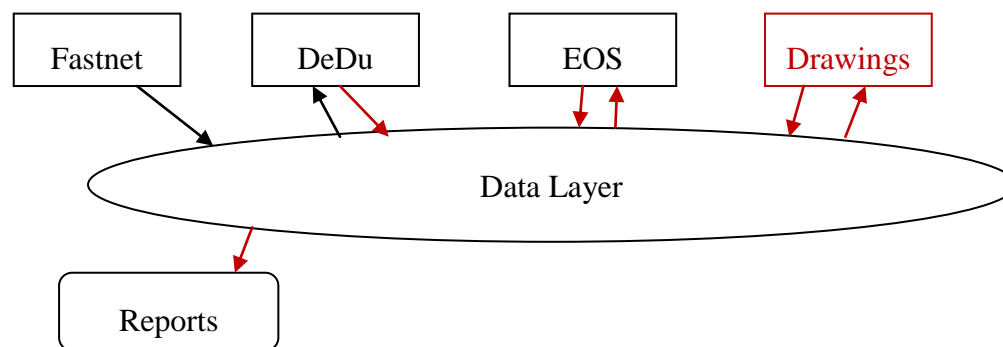 Fastnet
DeDu
EOS
Drawings
Data Layer
Reports